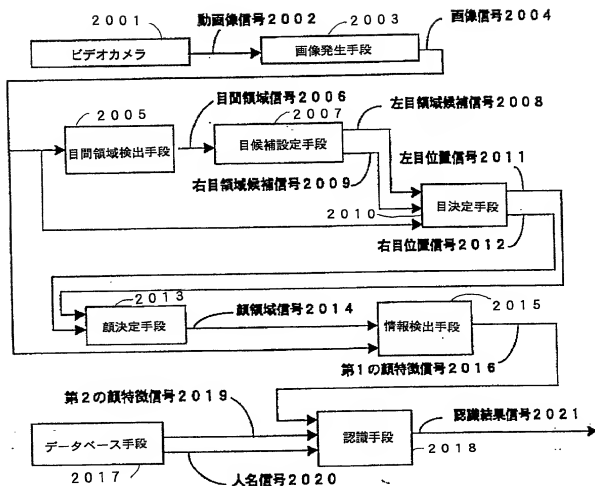 2001
動画像信号2002
2003
画像信号2004
ビデオカメラ
画像発生手段
2005
目間領域信号2006
2007
左目領域候補信号2008
目間領域検出手段
目候補設定手段
右目領域候補信号2009
左目位置信号2011
2010
目決定手段
右目位置信号2012
2013
顔領域信号2014
2015
顔決定手段
情報検出手段
第1の顔特徴信号2016
第2の顔特徴信号2019
認識結果信号2021
データベース手段
認識手段
2018
2017
人名信号2020